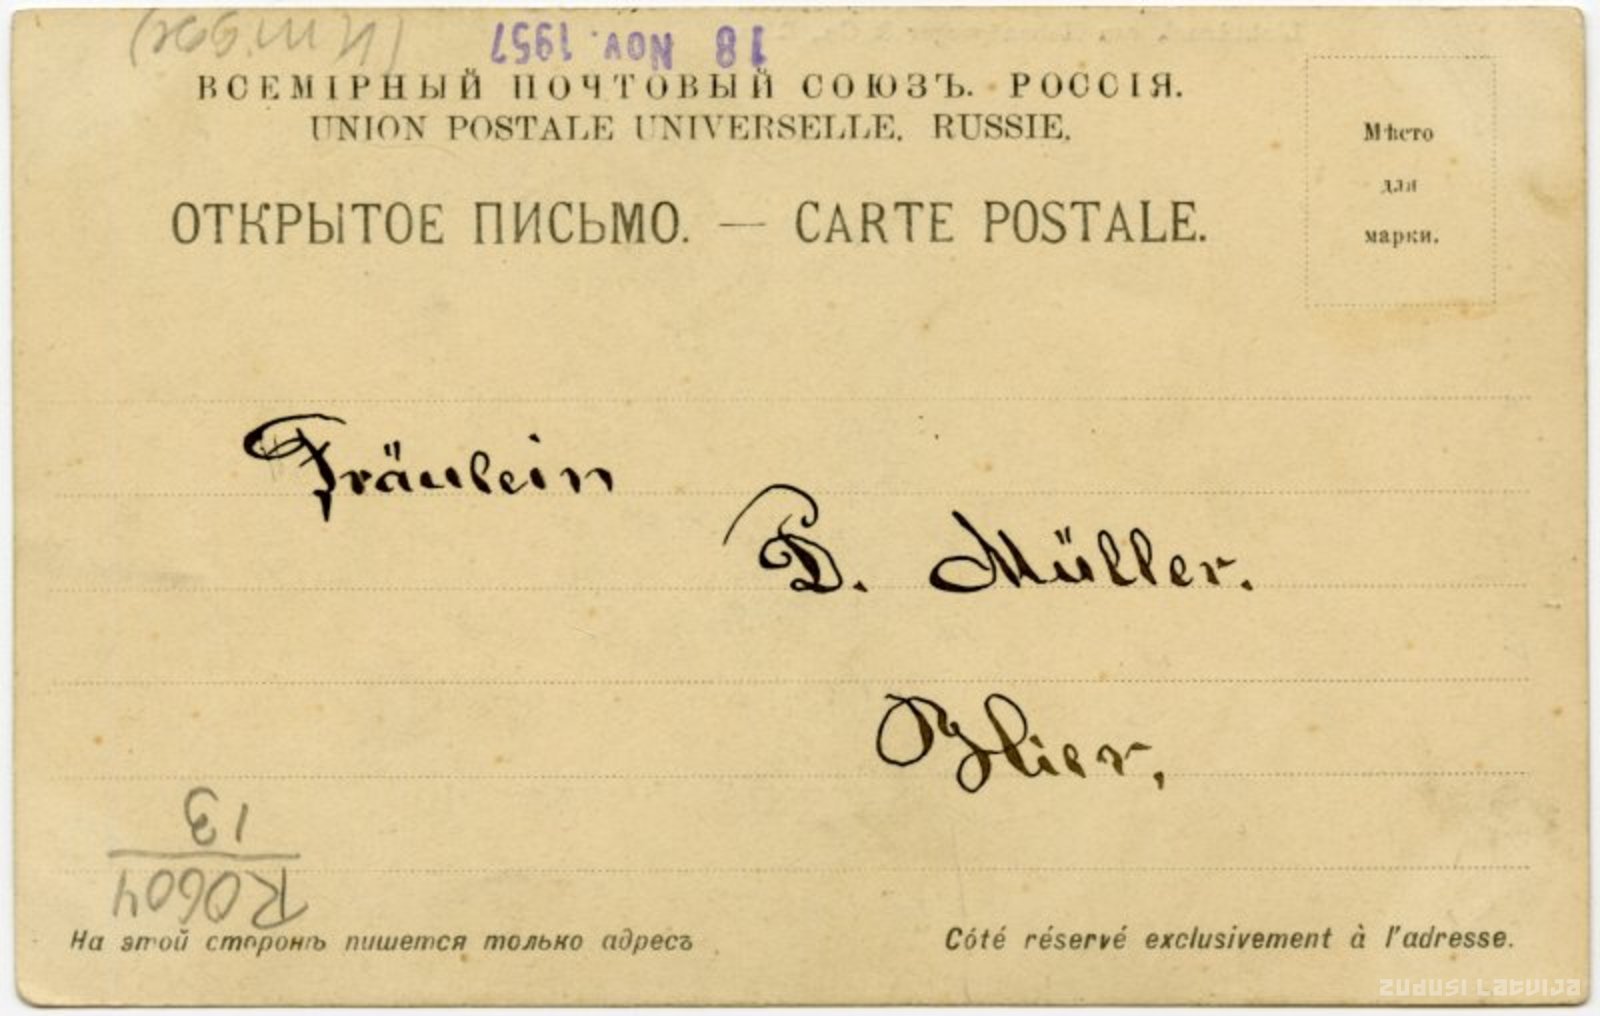 18 NOV. 1957
ВСЕМІРНЫЙ ПОЧТОВЫЙ СОЮЗЪ. РОССІЯ.
UNION POSTALE UNIVERSELLE. RUSSIE.
ОТКРЫТОЕ ПИСЬМО. — CARTE POSTALE.
Мѣсто
для
марки.
Fräulein
D. Müller.
Hier,
R0604
13
На этой сторонѣ пишется только адресъ
Côté réservé exclusivement à l'adresse.
ZUDUSI LATVIJA